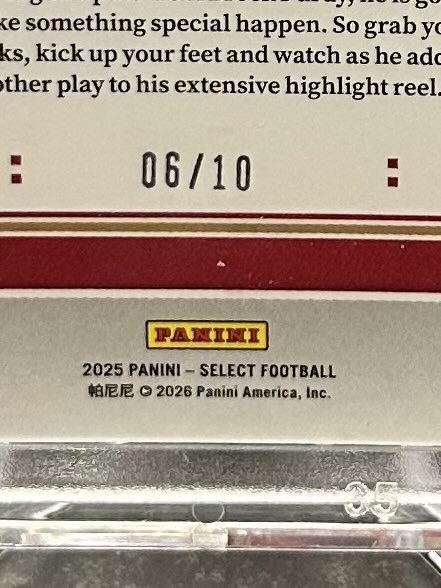 ke something special happen. So grab yo
ks, kick up your feet and watch as he add
other play to his extensive highlight reel.
06/10
PANINI
2025 PANINI – SELECT FOOTBALL
帕尼尼 © 2026 Panini America, Inc.
35